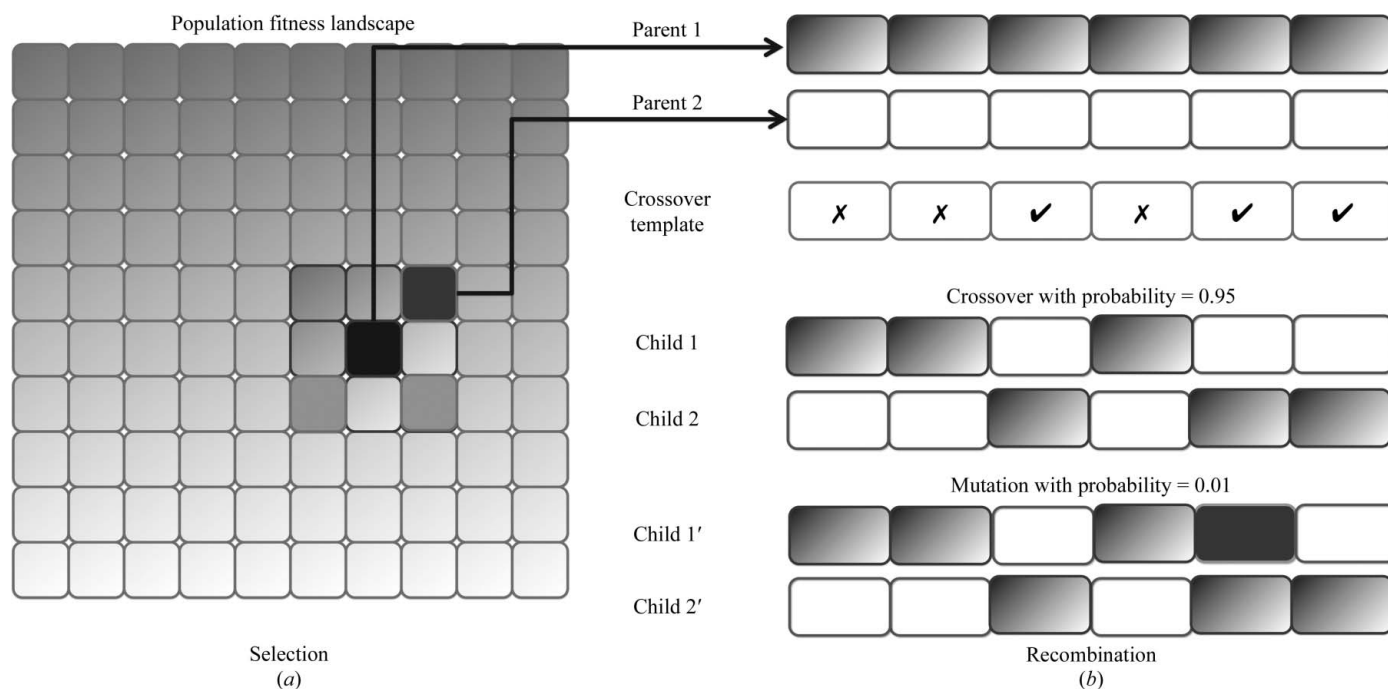 Population fitness landscape
Parent 1
Parent 2
Crossover
template
✗ ✗ ✔ ✗ ✔ ✔
Crossover with probability = 0.95
Child 1
Child 2
Mutation with probability = 0.01
Child 1′
Child 2′
Selection
(a)
Recombination
(b)